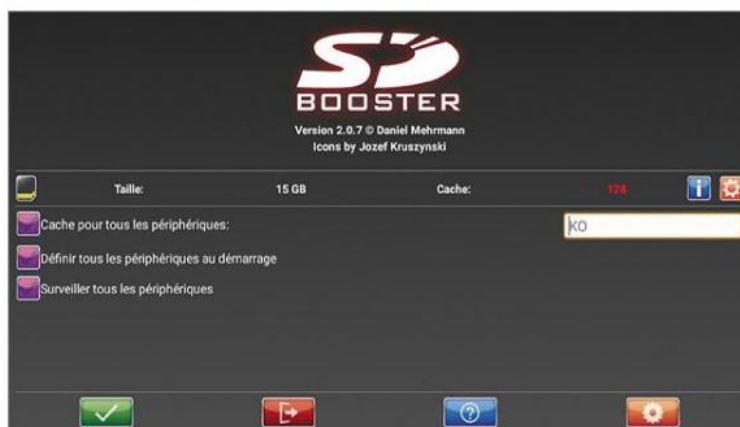 SD
BOOSTER
Version 2.0.7 © Daniel Mehrmann
Icons by Jozef Kruszynski
Taille: 15 GB Cache: 128
Cache pour tous les périphériques: KO
Définir tous les périphériques au démarrage
Surveiller tous les périphériques